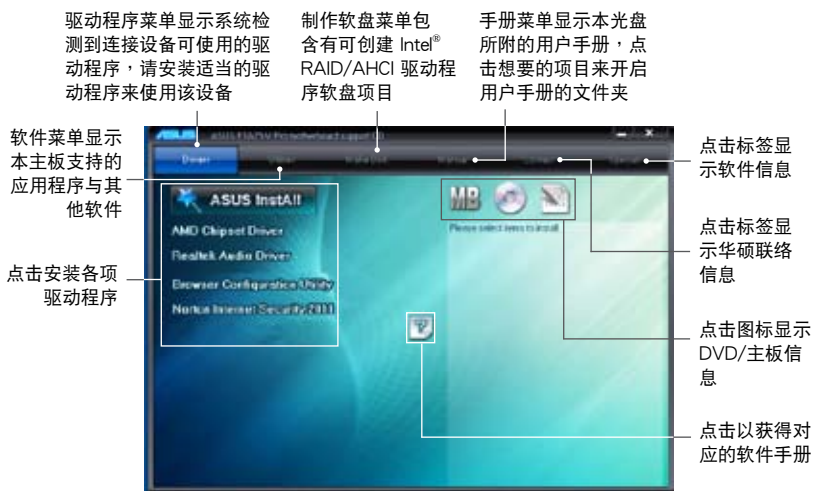 驱动程序菜单显示系统检
测到连接设备可使用的驱
动程序，请安装适当的驱
动程序来使用该设备
制作软盘菜单包
含有可创建 Intel®
RAID/AHCI 驱动程
序软盘项目
手册菜单显示本光盘
所附的用户手册，点
击想要的项目来开启
用户手册的文件夹
软件菜单显示
本主板支持的
应用程序与其
他软件
点击安装各项
驱动程序
ASUS
Drivers
Utilities
Make Disk
Manual
ASUS InstAll
AMD Chipset Driver
Realtek Audio Driver
Browser Configuration Utility
Norton Internet Security 2011
MB
Please select items to install
点击标签显
示软件信息
点击标签显
示华硕联络
信息
点击图标显示
DVD/主板信
息
点击以获得对
应的软件手册